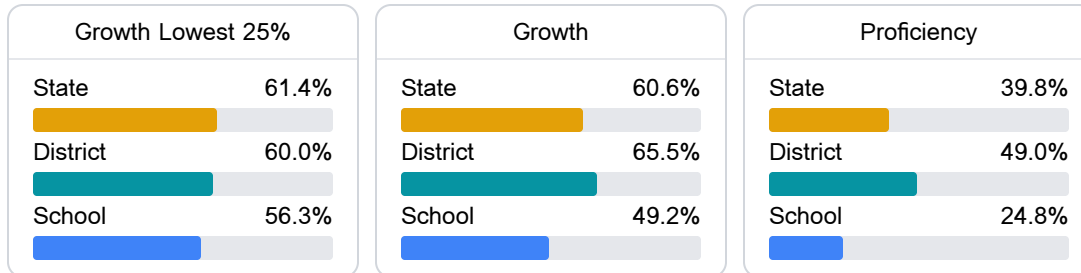 Growth Lowest 25%
State 61.4%
District 60.0%
School 56.3%
Growth
State 60.6%
District 65.5%
School 49.2%
Proficiency
State 39.8%
District 49.0%
School 24.8%